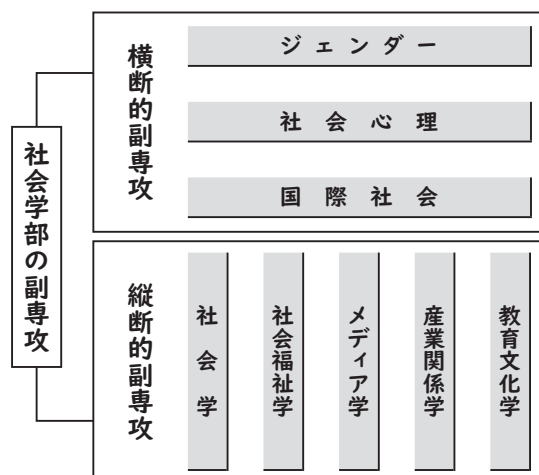 社会学部の副専攻
横断的副専攻
ジェンダー
社会心理
国際社会
縦断的副専攻
社会学
社会福祉学
メディア学
産業関係学
教育文化学